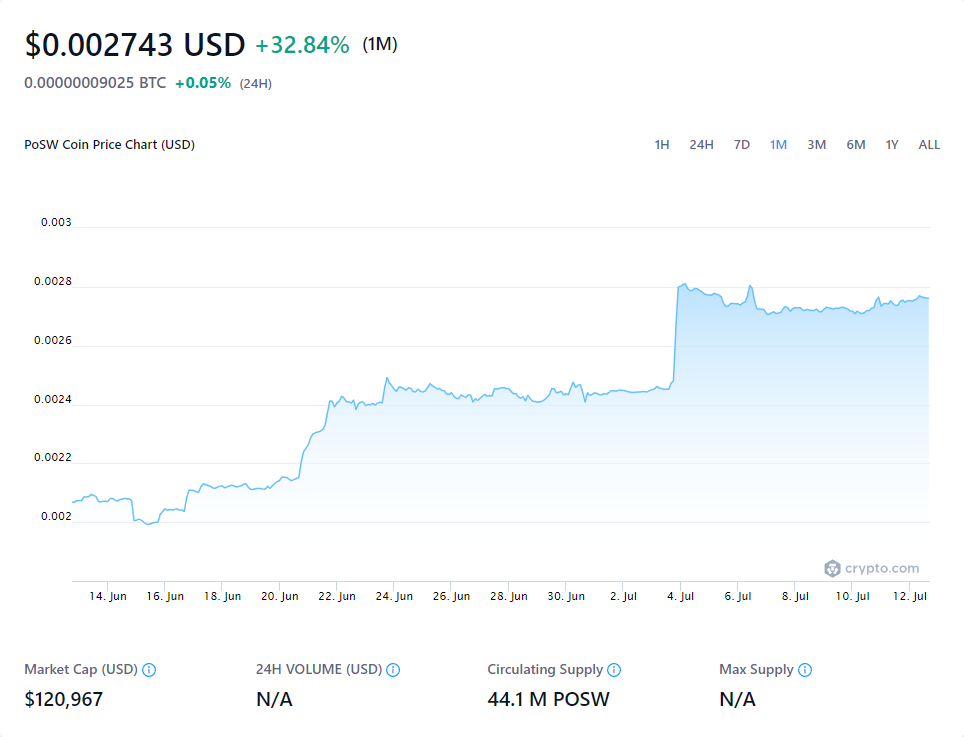 $0.002743 USD +32.84% (1M)
0.00000009025 BTC +0.05% (24H)
PoSW Coin Price Chart (USD) 1H 24H 7D 1M 3M 6M 1Y ALL
0.003
0.0028
0.0026
0.0024
0.0022
0.002
crypto.com
14. Jun 16. Jun 18. Jun 20. Jun 22. Jun 24. Jun 26. Jun 28. Jun 30. Jun 2. Jul 4. Jul 6. Jul 8. Jul 10. Jul 12. Jul
Market Cap (USD) 24H VOLUME (USD) Circulating Supply Max Supply
$120,967 N/A 44.1 M POSW N/A